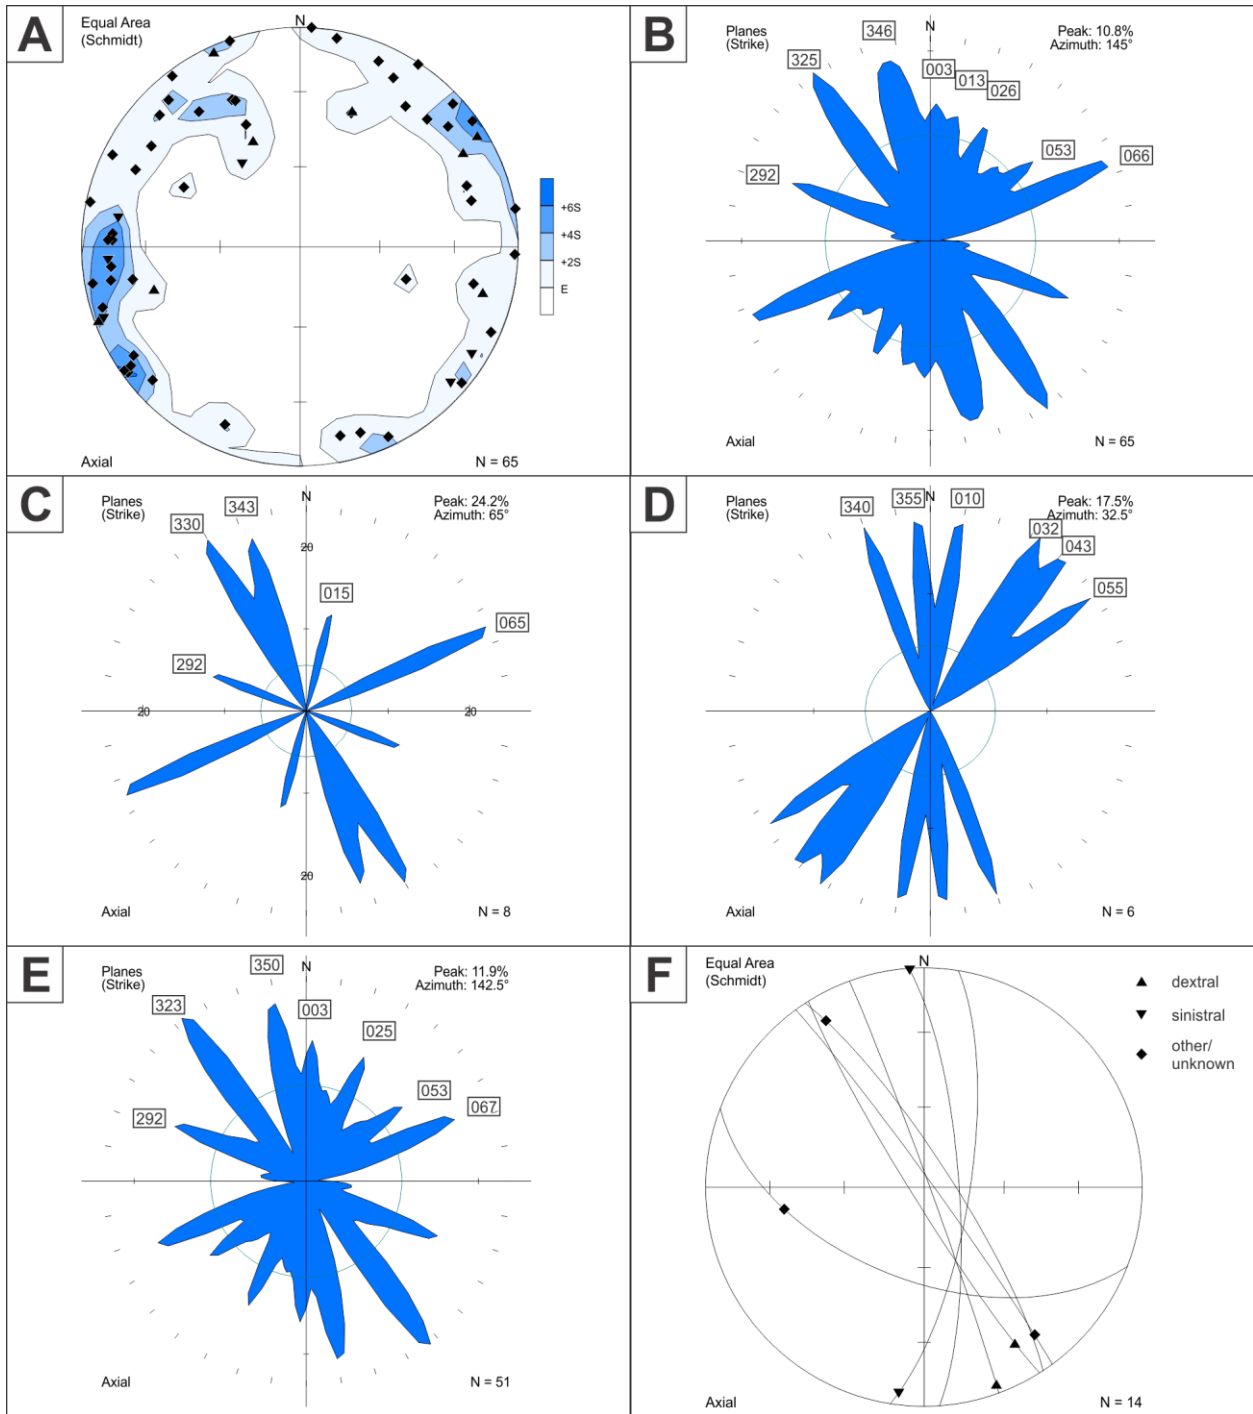 A
Equal Area
(Schmidt)
N
+6S
+4S
+2S
E
Axial
N = 65
B
Planes
(Strike)
N
Peak: 10.8%
Azimuth: 145°
346
325
003
013
026
053
066
292
Axial
N = 65
C
Planes
(Strike)
N
Peak: 24.2%
Azimuth: 65°
343
330
20
015
065
292
20
20
20
Axial
N = 8
D
Planes
(Strike)
N
Peak: 17.5%
Azimuth: 32.5°
340
355
010
032
043
055
Axial
N = 6
E
Planes
(Strike)
N
Peak: 11.9%
Azimuth: 142.5°
350
323
003
025
053
067
292
Axial
N = 51
F
Equal Area
(Schmidt)
N
dextral
sinistral
other/
unknown
Axial
N = 14